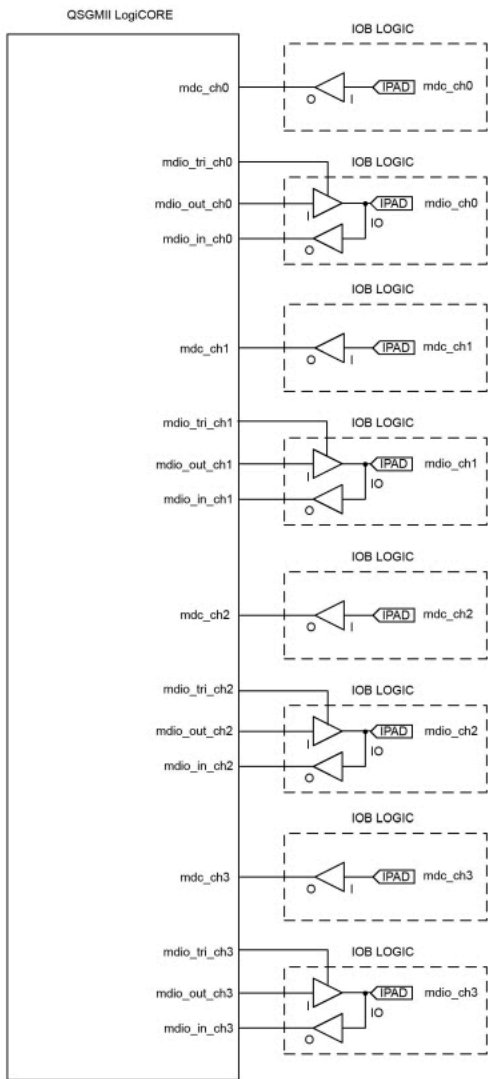 QSGMII LogiCORE
IOB LOGIC
mdc_ch0 O I IPAD mdc_ch0
mdio_tri_ch0 IOB LOGIC
mdio_out_ch0 I IPAD mdio_ch0
mdio_in_ch0 O IO
IOB LOGIC
mdc_ch1 O I IPAD mdc_ch1
mdio_tri_ch1 IOB LOGIC
mdio_out_ch1 I IPAD mdio_ch1
mdio_in_ch1 O IO
IOB LOGIC
mdc_ch2 O I IPAD mdc_ch2
mdio_tri_ch2 IOB LOGIC
mdio_out_ch2 I IPAD mdio_ch2
mdio_in_ch2 O IO
IOB LOGIC
mdc_ch3 O I IPAD mdc_ch3
mdio_tri_ch3 IOB LOGIC
mdio_out_ch3 I IPAD mdio_ch3
mdio_in_ch3 O IO